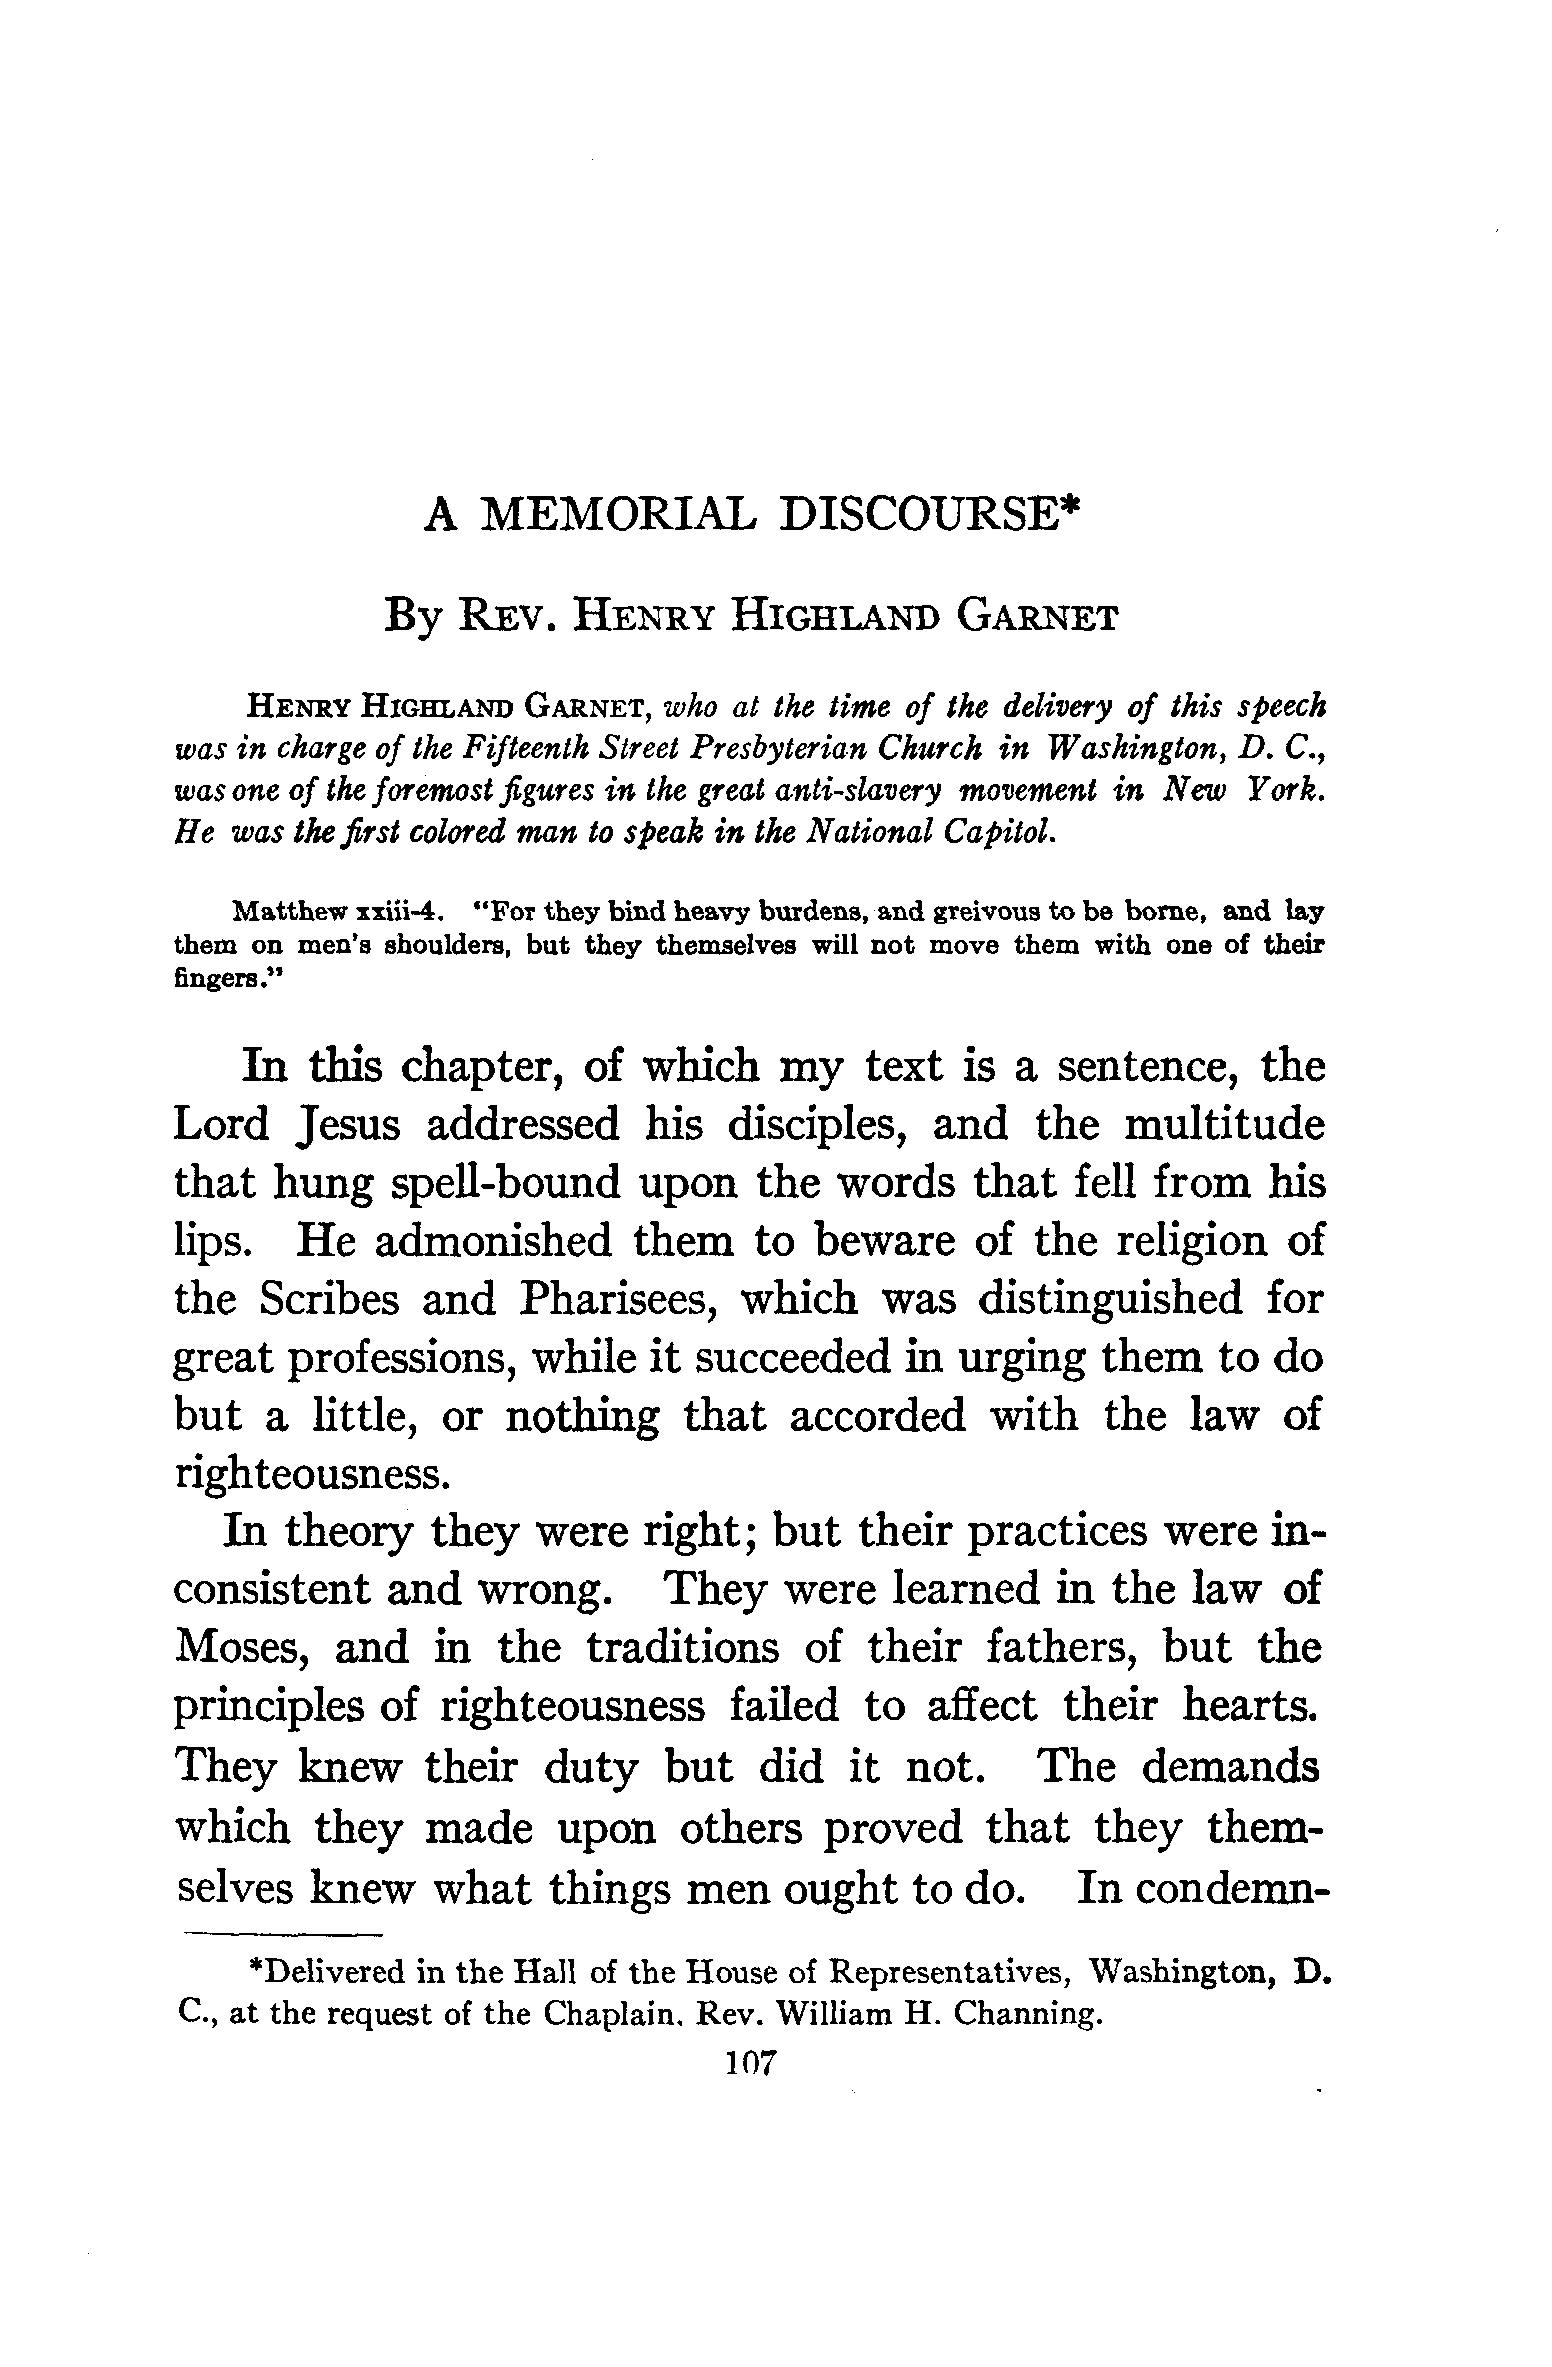 A MEMORIAL DISCOURSE*
By REV. HENRY HIGHLAND GARNET
HENRY HIGHLAND GARNET, who at the time of the delivery of this speech
was in charge of the Fifteenth Street Presbyterian Church in Washington, D. C.,
was one of the foremost figures in the great anti-slavery movement in New York.
He was the first colored man to speak in the National Capitol.
Matthew xxiii-4. “For they bind heavy burdens, and greivous to be borne, and lay
them on men's shoulders, but they themselves will not move them with one of their
fingers.”
In this chapter, of which my text is a sentence, the
Lord Jesus addressed his disciples, and the multitude
that hung spell-bound upon the words that fell from his
lips. He admonished them to beware of the religion of
the Scribes and Pharisees, which was distinguished for
great professions, while it succeeded in urging them to do
but a little, or nothing that accorded with the law of
righteousness.
In theory they were right; but their practices were in-
consistent and wrong. They were learned in the law of
Moses, and in the traditions of their fathers, but the
principles of righteousness failed to affect their hearts.
They knew their duty but did it not. The demands
which they made upon others proved that they them-
selves knew what things men ought to do. In condemn-
*Delivered in the Hall of the House of Representatives, Washington, D.
C., at the request of the Chaplain. Rev. William H. Channing.
107